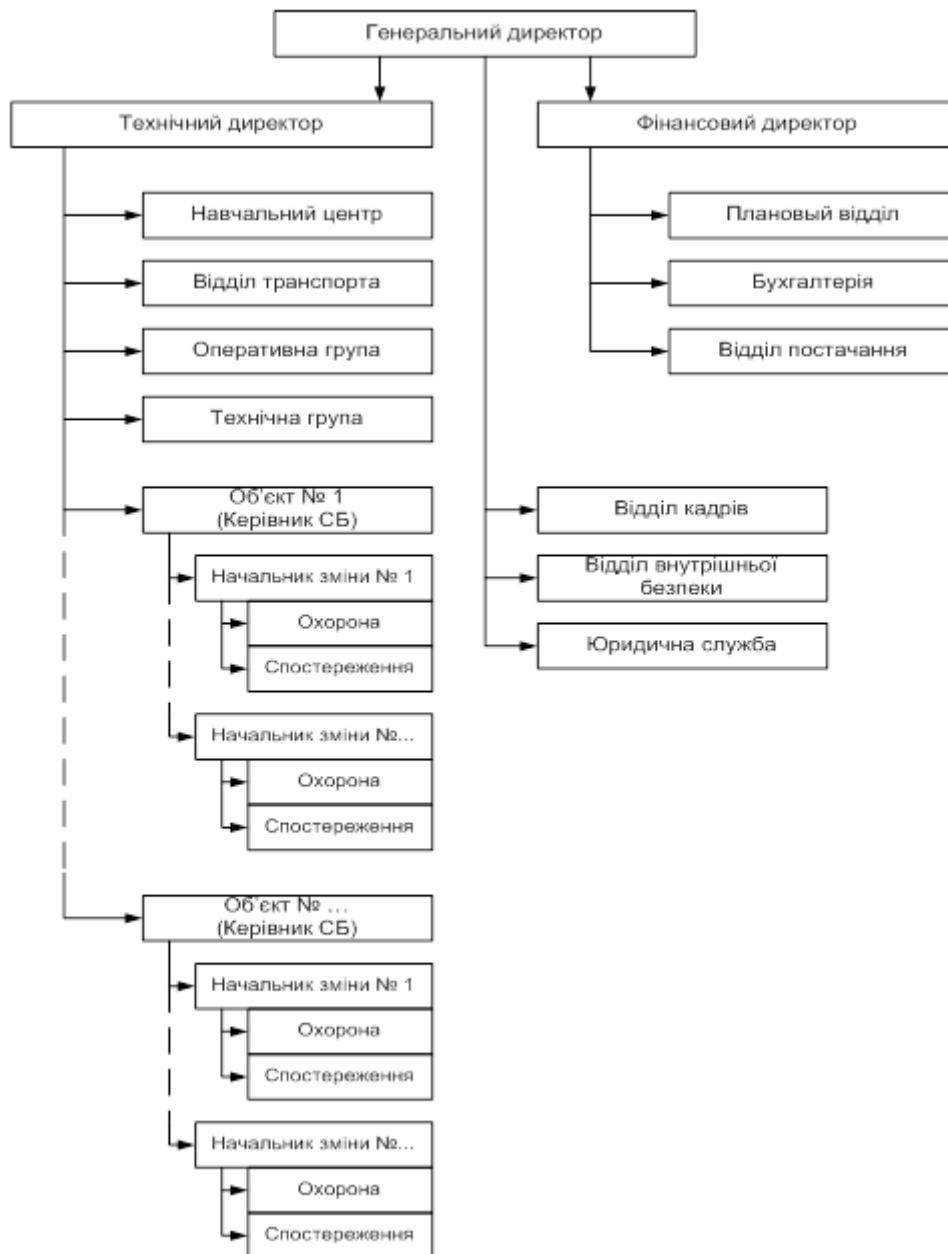 Генеральний директор
Технічний директор
Фінансовий директор
Навчальний центр
Плановый відділ
Відділ транспорта
Бухгалтерія
Оперативна група
Відділ постачання
Технічна група
Об'єкт № 1
(Керівник СБ)
Відділ кадрів
Начальник зміни № 1
Відділ внутрішньої
безпеки
Охорона
Юридична служба
Спостереження
Начальник зміни №...
Охорона
Спостереження
Об'єкт № ...
(Керівник СБ)
Начальник зміни № 1
Охорона
Спостереження
Начальник зміни №...
Охорона
Спостереження